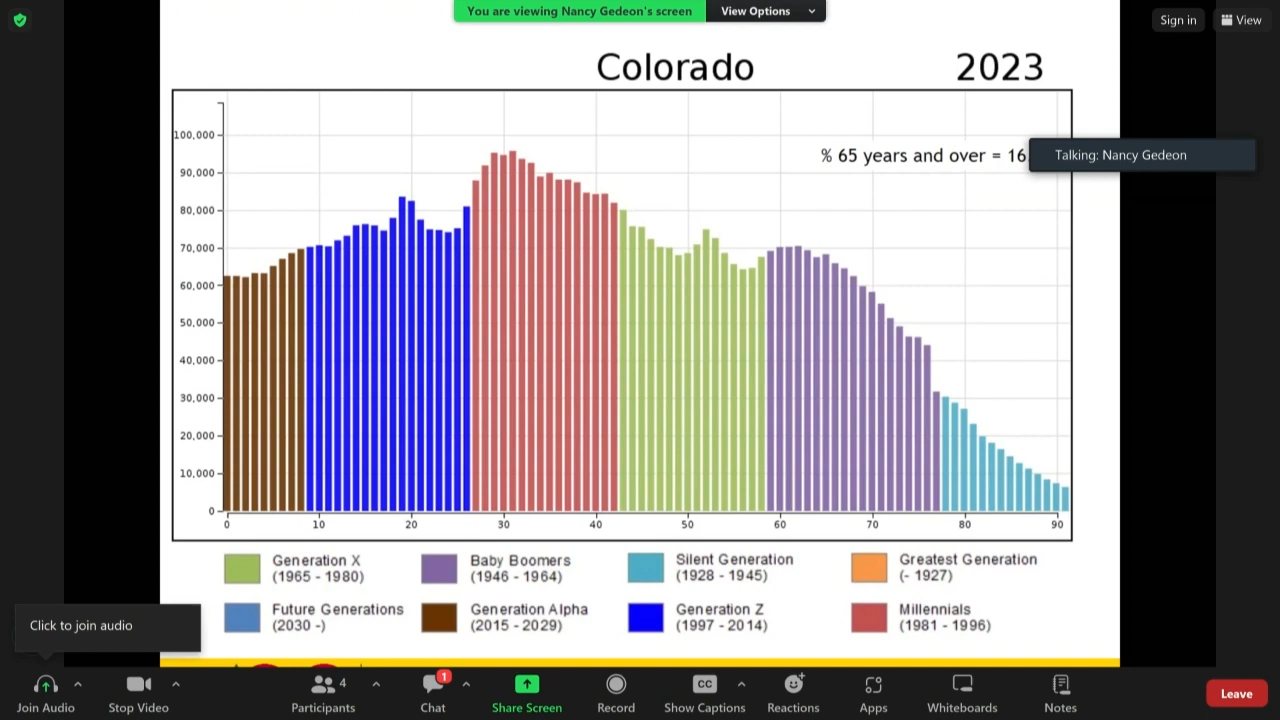 You are viewing Nancy Gedeon's screen
View Options
Sign in
View
Colorado 2023
% 65 years and over = 16
Talking: Nancy Gedeon
100,000
90,000
80,000
70,000
60,000
50,000
40,000
30,000
20,000
10,000
0
0 10 20 30 40 50 60 70 80 90
Generation X
(1965 - 1980)
Baby Boomers
(1946 - 1964)
Silent Generation
(1928 - 1945)
Greatest Generation
(- 1927)
Future Generations
(2030 -)
Generation Alpha
(2015 - 2029)
Generation Z
(1997 - 2014)
Millennials
(1981 - 1996)
Click to join audio
4
1
CC
Join Audio
Stop Video
Participants
Chat
Share Screen
Record
Show Captions
Reactions
Apps
Whiteboards
Notes
Leave